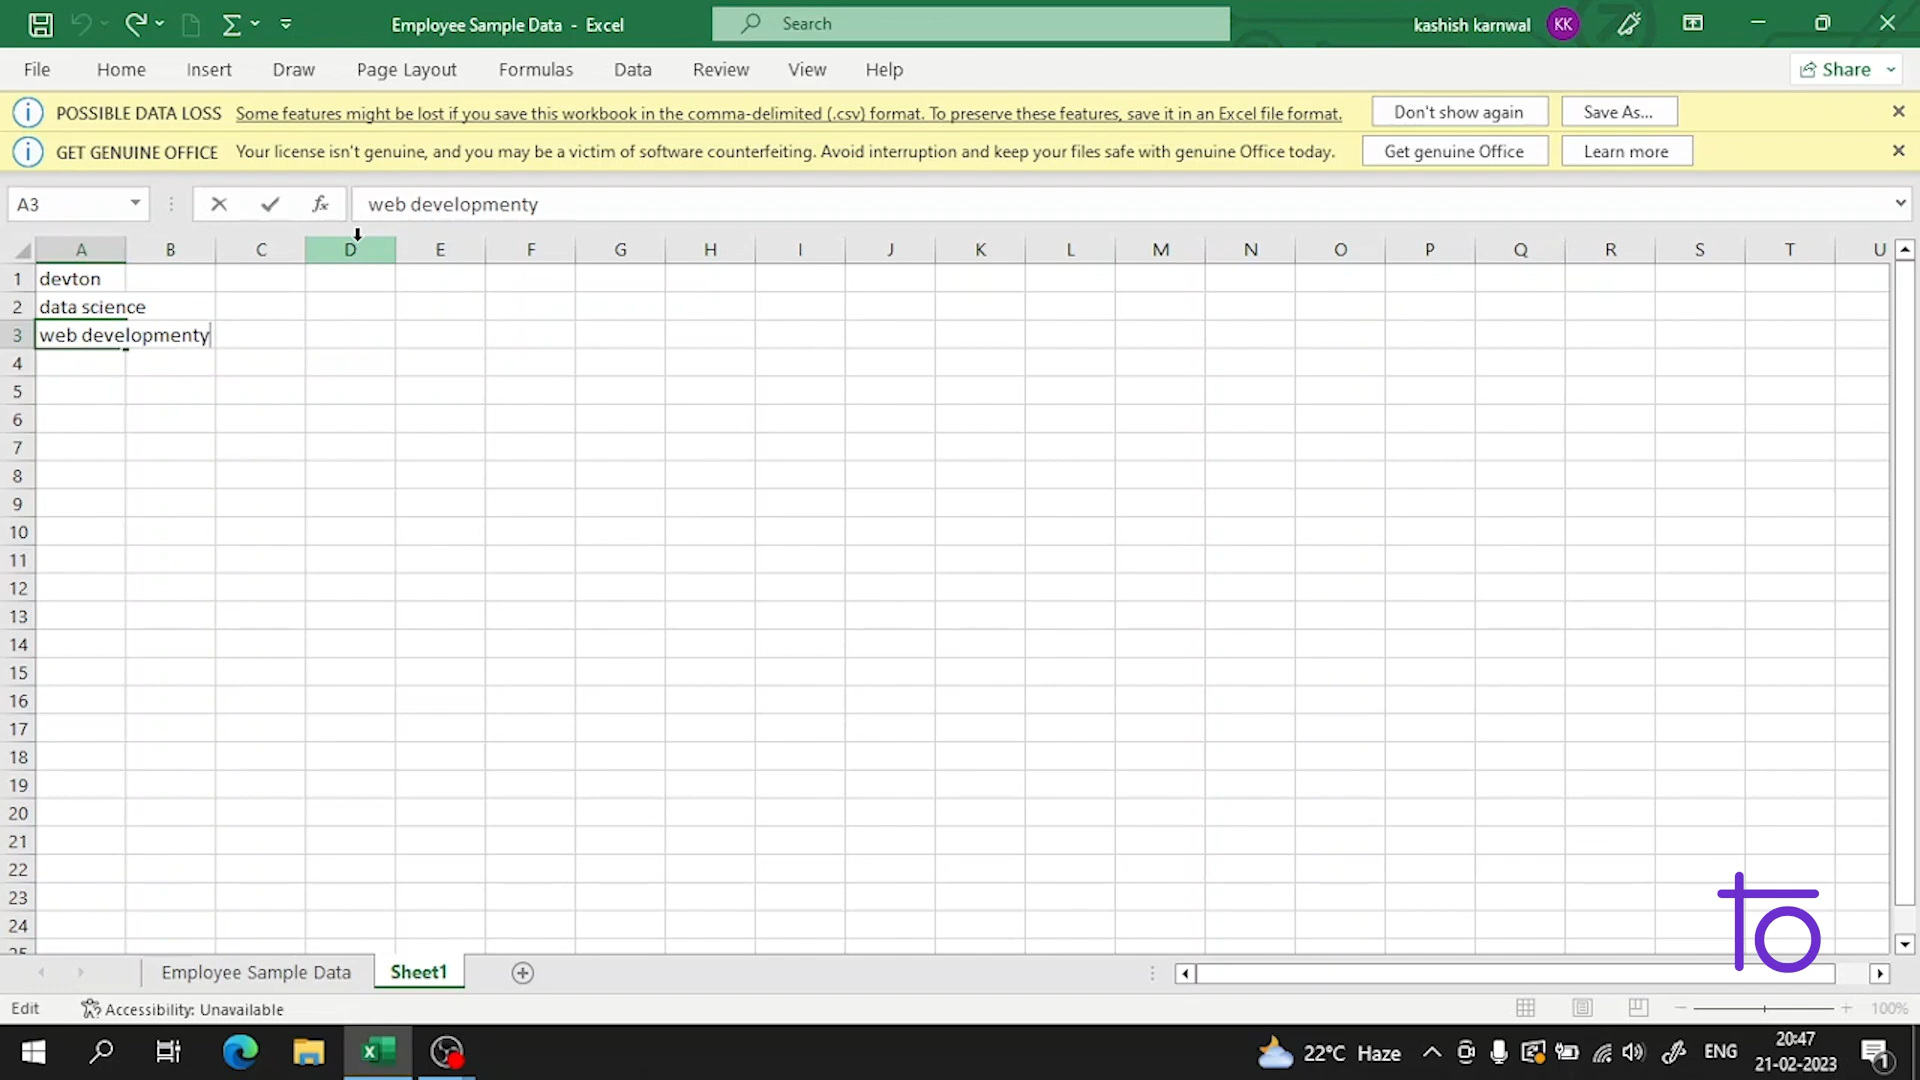 Employee Sample Data - Excel
Search
kashish karnwal KK
File Home Insert Draw Page Layout Formulas Data Review View Help Share
POSSIBLE DATA LOSS Some features might be lost if you save this workbook in the comma-delimited (.csv) format. To preserve these features, save it in an Excel file format. Don't show again Save As...
GET GENUINE OFFICE Your license isn't genuine, and you may be a victim of software counterfeiting. Avoid interruption and keep your files safe with genuine Office today. Get genuine Office Learn more
A3 fx web developmenty
A B C D E F G H I J K L M N O P Q R S T U
1 devton
2 data science
3 web developmenty
4
5
6
7
8
9
10
11
12
13
14
15
16
17
18
19
20
21
22
23
24
25
to
Employee Sample Data Sheet1
Edit Accessibility: Unavailable 100%
22°C Haze ENG 20:47
21-02-2023 1